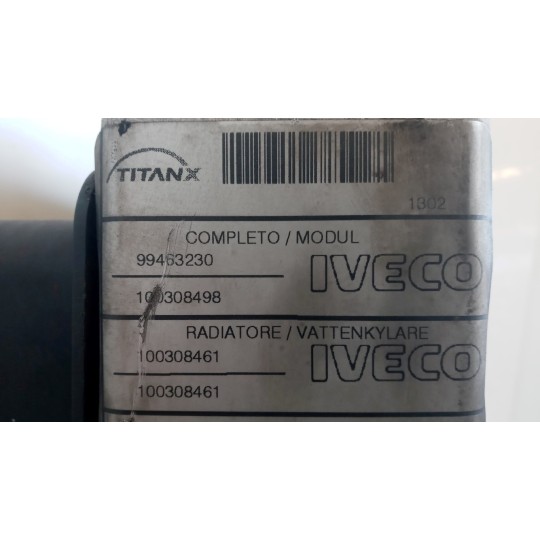 TITANX
1302
COMPLETO / MODUL
99463230
IVECO
100308498
RADIATORE / VATTENKYLARE
100308461
IVECO
100308461